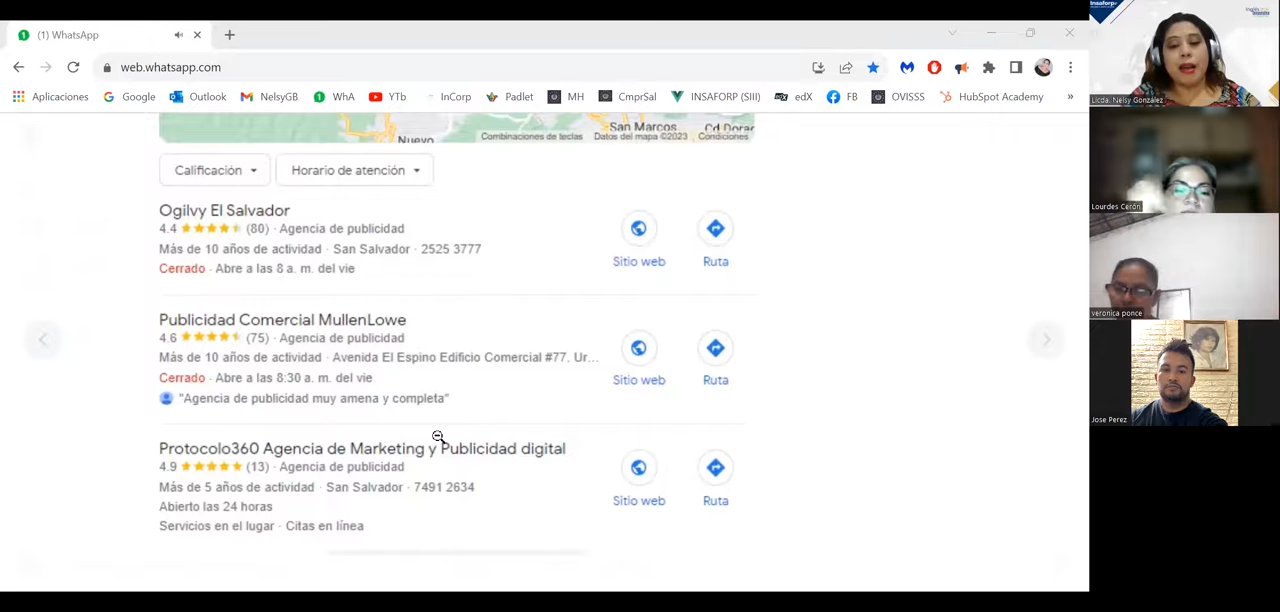 (1) WhatsApp
web.whatsapp.com
Aplicaciones Google Outlook NelsyGB WhA YTb InCorp Padlet MH CmprSal INSAFORP (SIII) edX FB OVISSS HubSpot Academy »
Nuevo
San Marcos
Combinaciones de teclas Datos del mapa ©2023 Condiciones
Calificación Horario de atención
Ogilvy El Salvador
4.4 (80) · Agencia de publicidad
Más de 10 años de actividad · San Salvador · 2525 3777
Cerrado · Abre a las 8 a. m. del vie
Sitio web Ruta
Publicidad Comercial MullenLowe
4.6 (75) · Agencia de publicidad
Más de 10 años de actividad · Avenida El Espino Edificio Comercial #77, Ur...
Cerrado · Abre a las 8:30 a. m. del vie
"Agencia de publicidad muy amena y completa"
Sitio web Ruta
Protocolo360 Agencia de Marketing y Publicidad digital
4.9 (13) · Agencia de publicidad
Más de 5 años de actividad · San Salvador · 7491 2634
Abierto las 24 horas
Servicios en el lugar · Citas en línea
Sitio web Ruta
Insaforp
Licda. Nelsy González
Lourdes Cerón
veronica ponce
Jose Perez